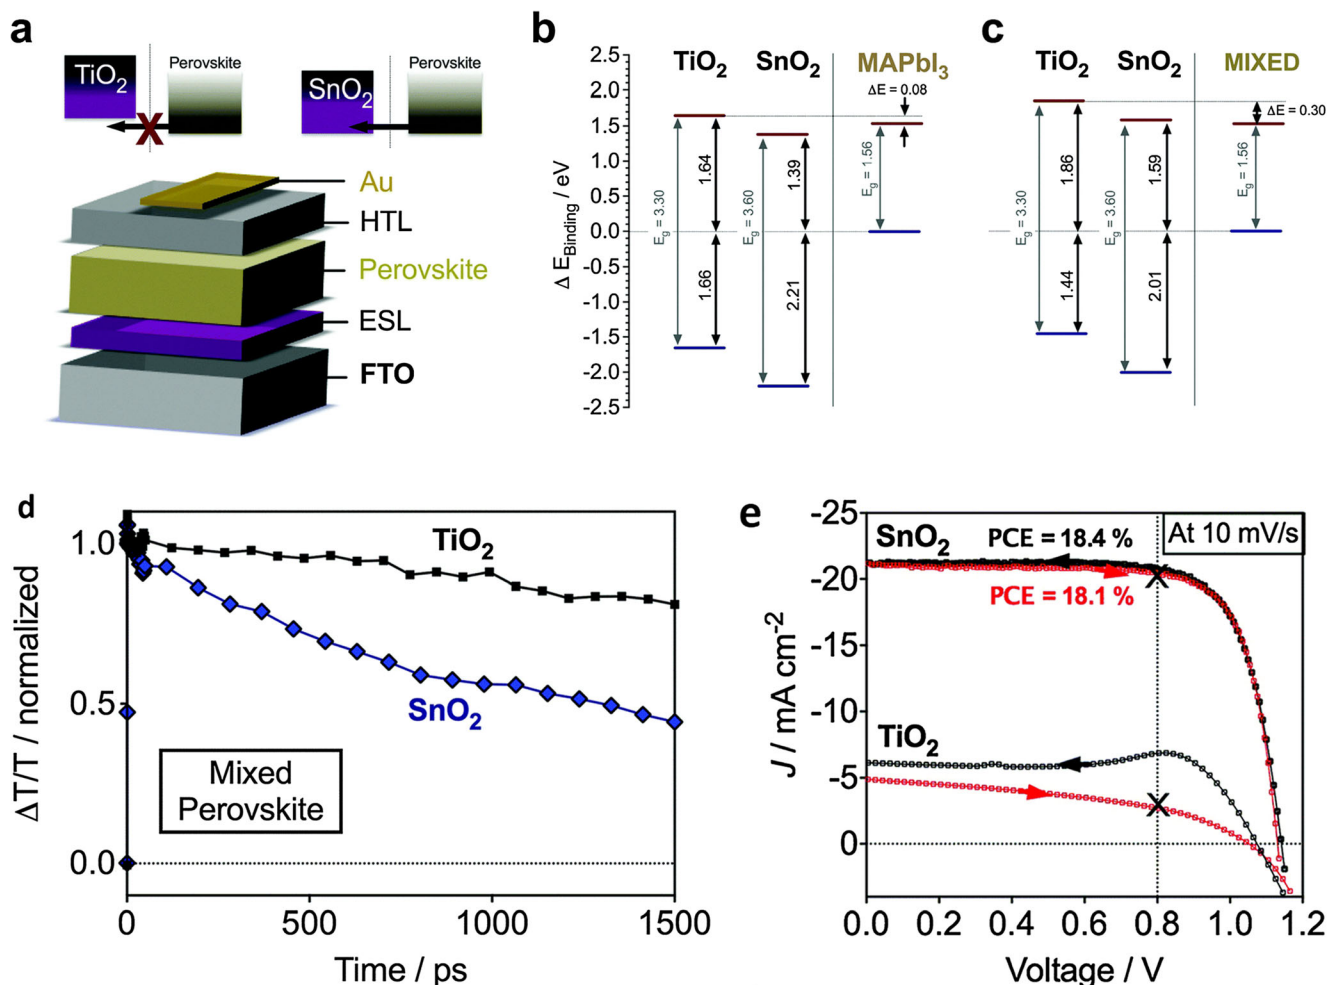 a
TiO2
Perovskite
X
SnO2
Perovskite
Au
HTL
Perovskite
ESL
FTO
b
TiO2 SnO2 MAPbI3
ΔE = 0.08
Δ EBinding / eV
2.5
2.0
1.5
1.0
0.5
0.0
-0.5
-1.0
-1.5
-2.0
-2.5
Eg = 3.30
1.64
1.66
Eg = 3.60
1.39
2.21
Eg = 1.56
c
TiO2 SnO2 MIXED
ΔE = 0.30
Eg = 3.30
1.86
1.44
Eg = 3.60
1.59
2.01
Eg = 1.56
d
ΔT/T / normalized
1.0
0.5
0.0
TiO2
SnO2
Mixed
Perovskite
0 500 1000 1500
Time / ps
e
J / mA cm-2
-25
-20
-15
-10
-5
0
SnO2
PCE = 18.4 %
At 10 mV/s
PCE = 18.1 %
X
TiO2
X
0.0 0.2 0.4 0.6 0.8 1.0 1.2
Voltage / V